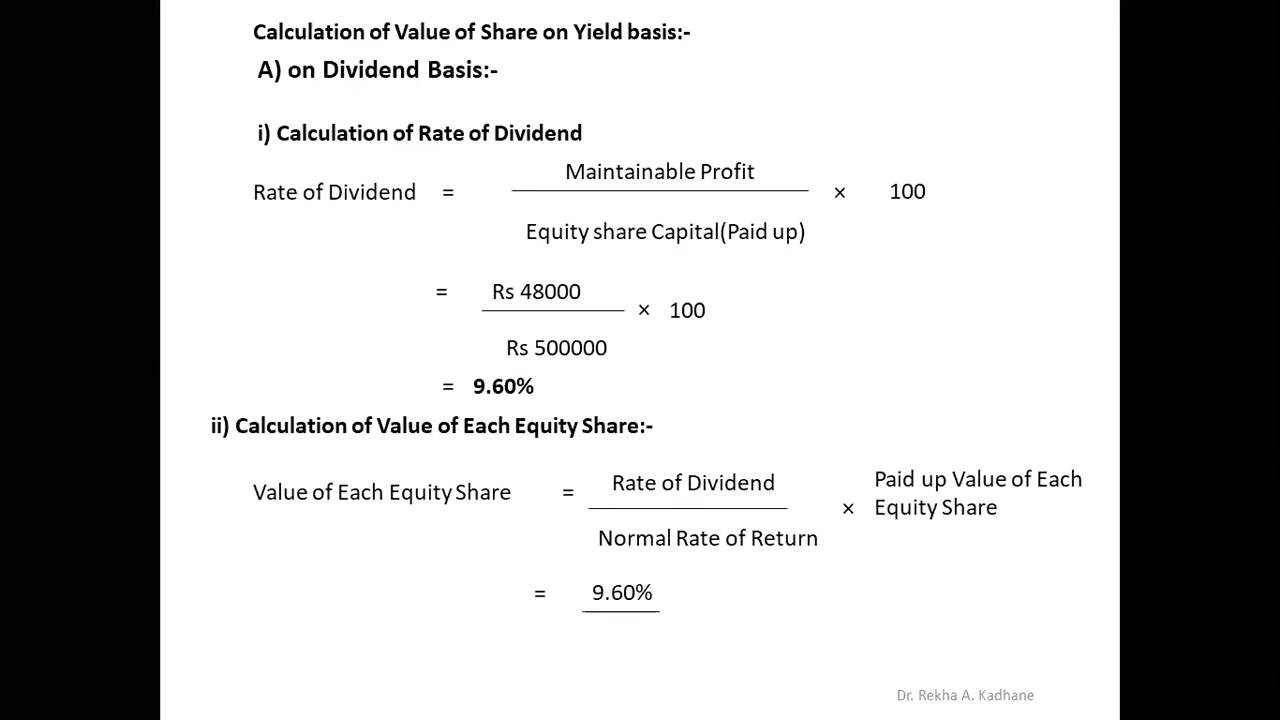 Calculation of Value of Share on Yield basis:-
A) on Dividend Basis:-
i) Calculation of Rate of Dividend
Maintainable Profit
Rate of Dividend = × 100
Equity share Capital(Paid up)
= Rs 48000
× 100
Rs 500000
= 9.60%
ii) Calculation of Value of Each Equity Share:-
Value of Each Equity Share = Rate of Dividend × Paid up Value of Each
Equity Share
Normal Rate of Return
= 9.60%
Dr. Rekha A. Kadhane